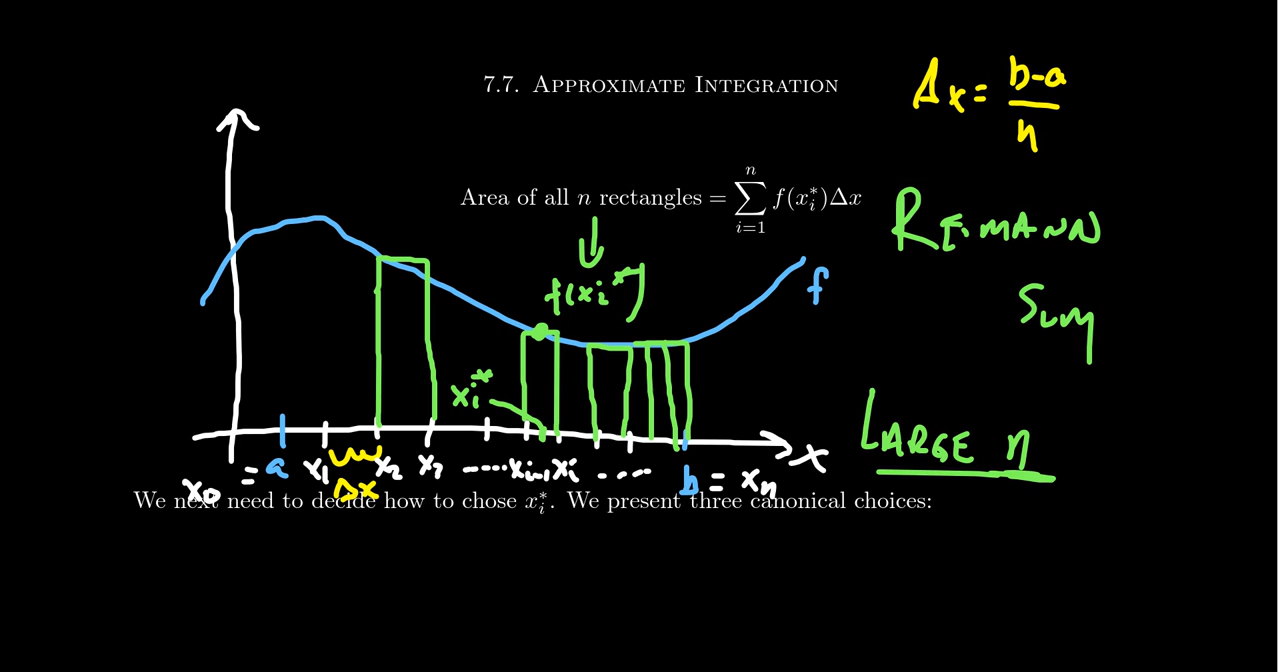 7.7. APPROXIMATE INTEGRATION
Δx = b-a / n
Area of all n rectangles = \sum_{i=1}^{n} f(x_i^*)Δx
REIMANN
SUM
f(x_i^*)
f
x_i^*
LARGE n
x_0 = a x_1 x_2 x_3 ----- x_{i-1} x_i - ---- b = x_n
x
Δx
We next need to decide how to chose x_i^*. We present three canonical choices: